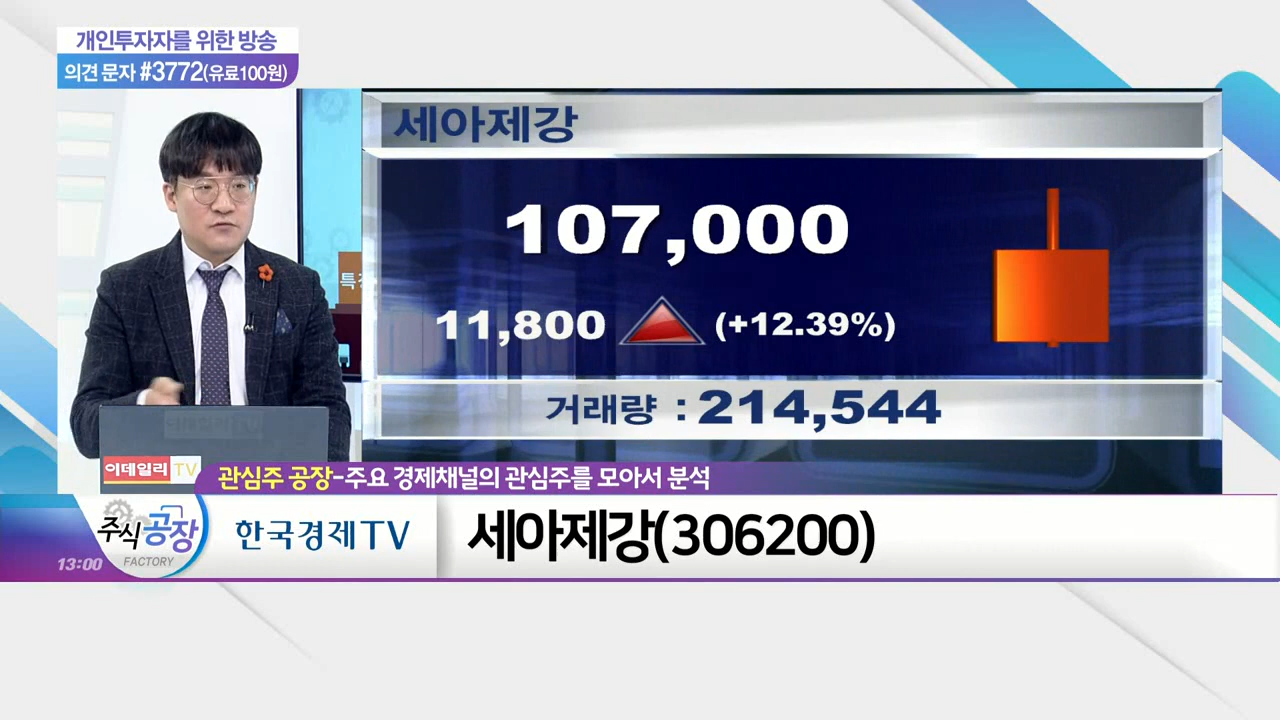 개인투자자를 위한 방송
의견 문자 #3772(유료100원)
세아제강
107,000
11,800 ▲ (+12.39%)
거래량 : 214,544
특
이데일리 TV
관심주 공장-주요 경제채널의 관심주를 모아서 분석
주식공장
FACTORY
13:00
한국경제TV
세아제강(306200)